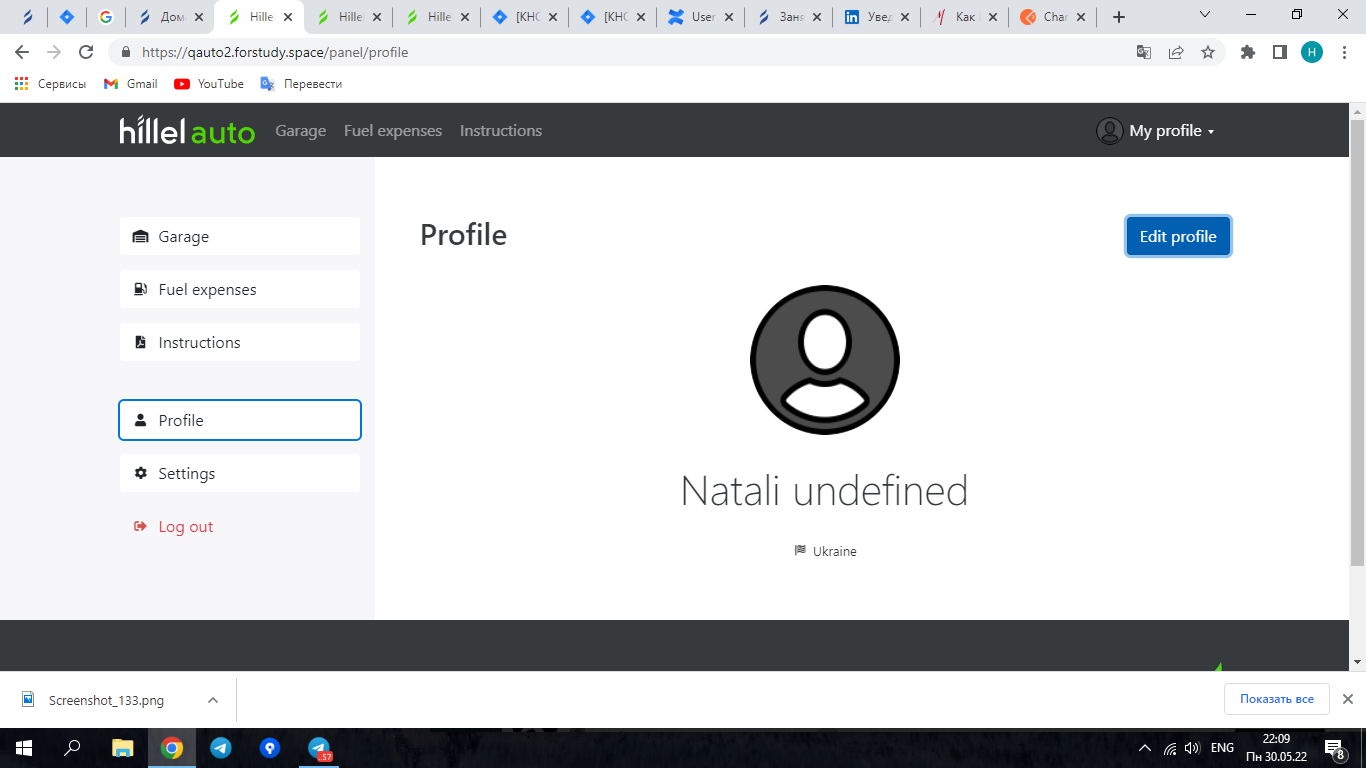 Дом
Hille
Hille
Hille
[KHC
[KHC
User
Заня
Увед
Как
Char
https://qauto2.forstudy.space/panel/profile
H
Сервисы
Gmail
YouTube
Перевести
hillel auto
Garage
Fuel expenses
Instructions
My profile
Garage
Fuel expenses
Instructions
Profile
Settings
Log out
Profile
Edit profile
Natali undefined
Ukraine
Screenshot_133.png
Показать все
57
ENG
22:09
Пн 30.05.22
8